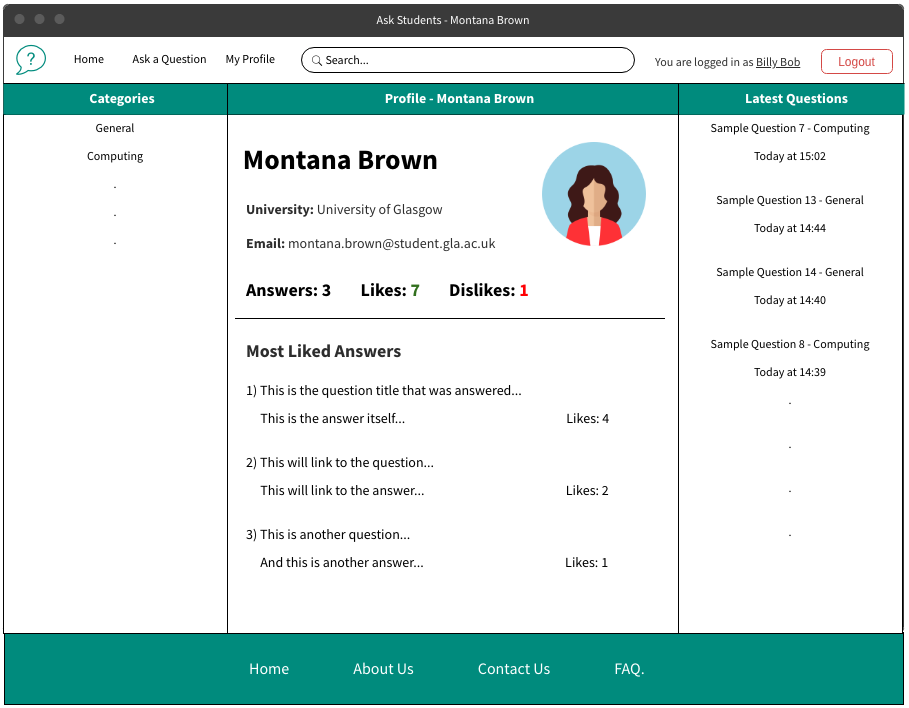 Ask Students - Montana Brown
?
Home
Ask a Question
My Profile
Search...
You are logged in as Billy Bob
Logout
Categories
General
Computing
.
.
.
Profile - Montana Brown
Montana Brown
University: University of Glasgow
Email: montana.brown@student.gla.ac.uk
Answers: 3 Likes: 7 Dislikes: 1
Most Liked Answers
1) This is the question title that was answered...
This is the answer itself... Likes: 4
2) This will link to the question...
This will link to the answer... Likes: 2
3) This is another question...
And this is another answer... Likes: 1
Latest Questions
Sample Question 7 - Computing
Today at 15:02
Sample Question 13 - General
Today at 14:44
Sample Question 14 - General
Today at 14:40
Sample Question 8 - Computing
Today at 14:39
.
.
.
.
Home
About Us
Contact Us
FAQ.